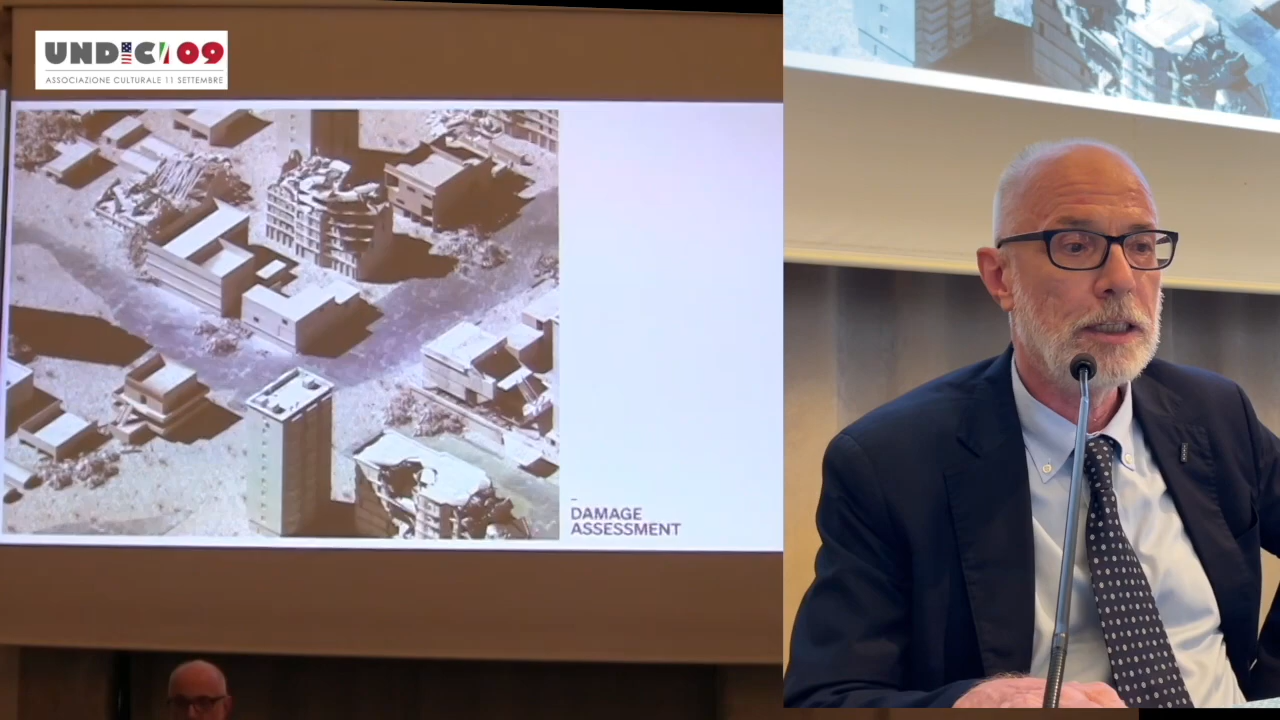 UNDICI 09
ASSOCIAZIONE CULTURALE 11 SETTEMBRE
DAMAGE
ASSESSMENT